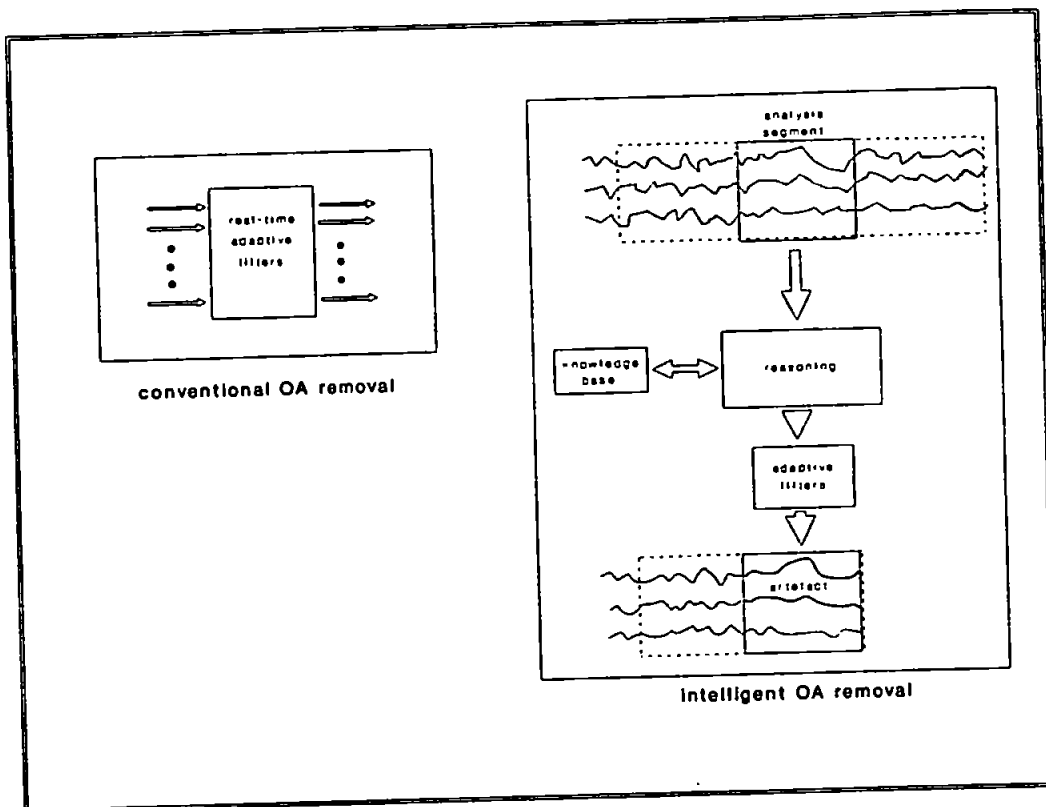 real-time
adaptive
filters
conventional OA removal
analysis
segment
knowledge
base
reasoning
adaptive
filters
artefact
intelligent OA removal